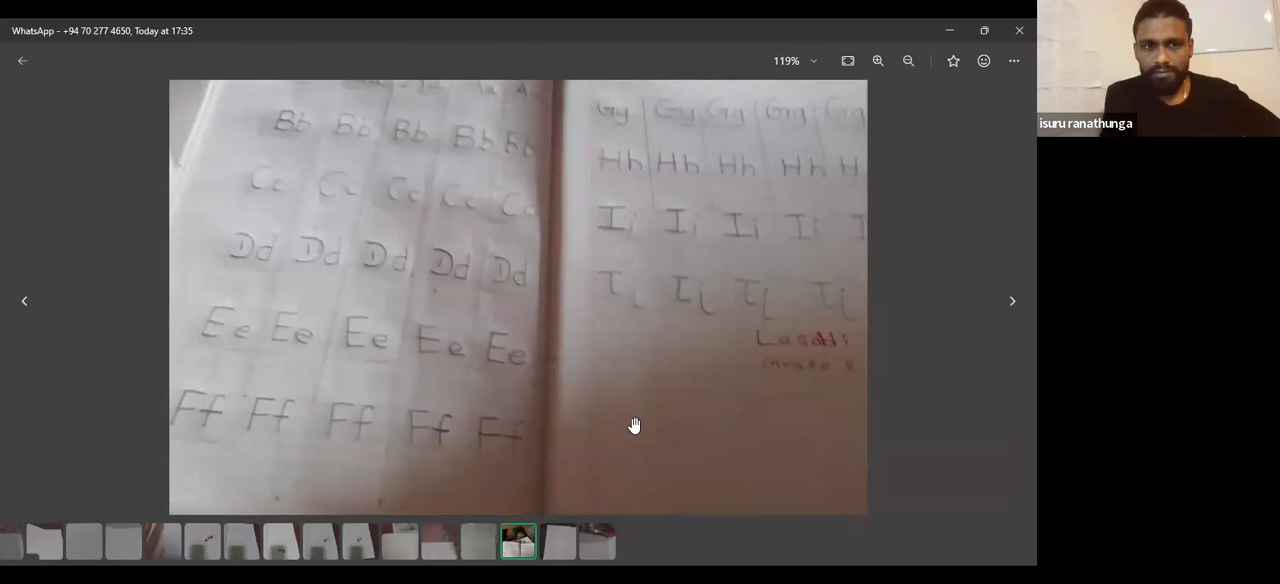 WhatsApp - +94 70 277 4650, Today at 17:35
119%
isuru ranathunga
Bb Bb Bb Bb Bb
Cc Cc Cc Cc Cc
Dd Dd Dd Dd Dd
Ee Ee Ee Ee Ee
Ff Ff Ff Ff Ff
Gg Gg Gg Gg Gg
Hh Hh Hh Hh H
Ii Ii Ii Ii I